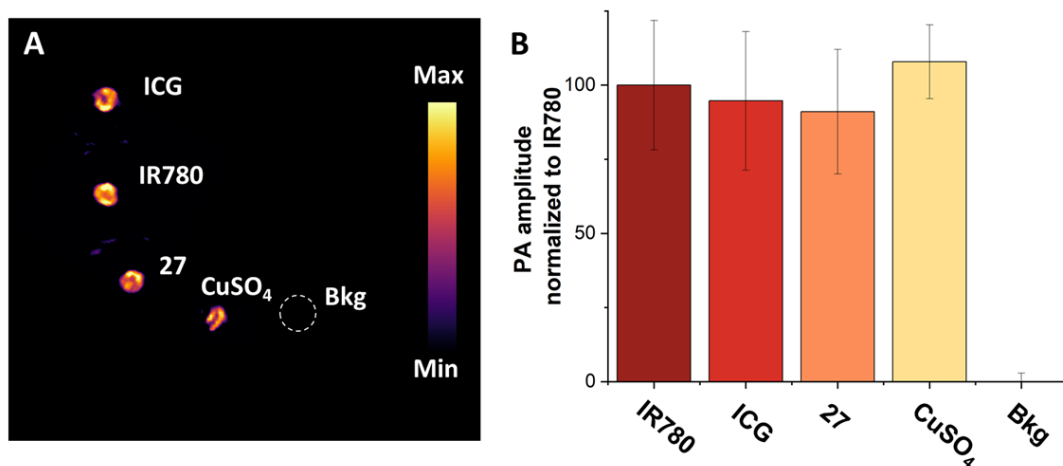 A
ICG
IR780
27
CuSO₄
Bkg
Max
Min
B
PA amplitude
normalized to IR780
100
50
0
IR780
ICG
27
CuSO₄
Bkg